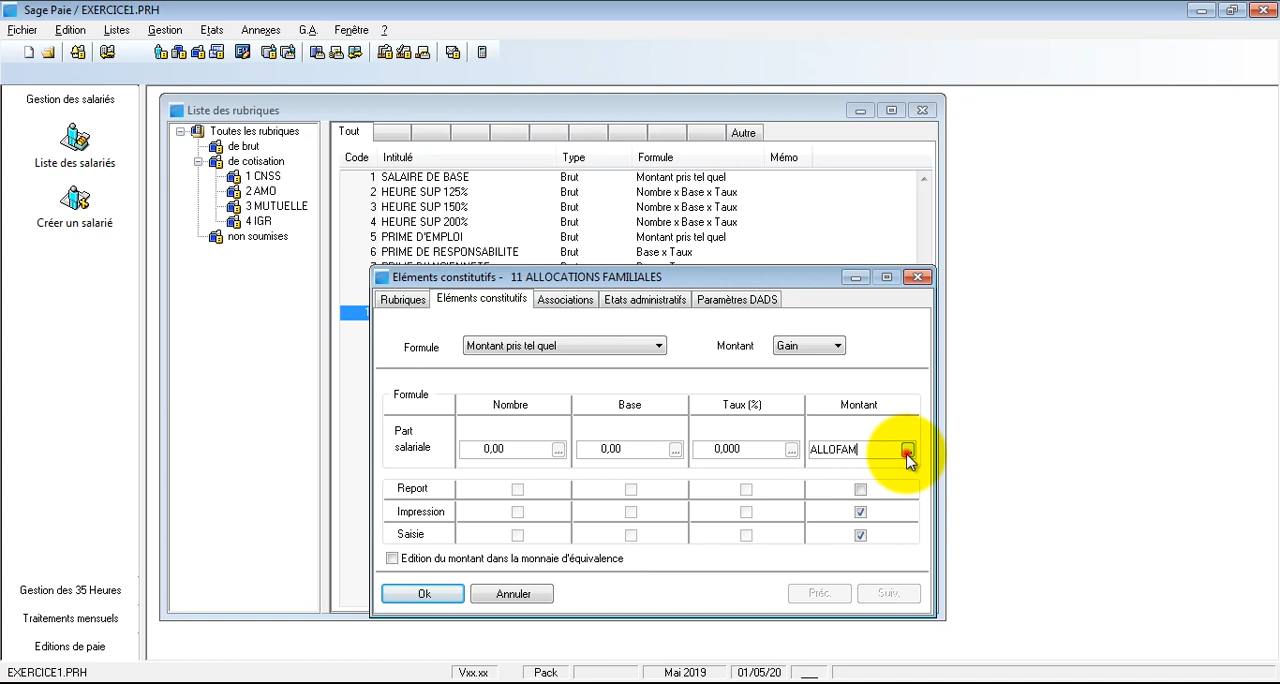 Sage Paie / EXERCICE1.PRH
Fichier Edition Listes Gestion Etats Annexes G.A. Fenêtre ?
Gestion des salariés
Liste des salariés
Créer un salarié
Gestion des 35 Heures
Traitements mensuels
Editions de paie
Liste des rubriques
Toutes les rubriques
de brut
de cotisation
1 CNSS
2 AMO
3 MUTUELLE
4 IGR
non soumises
Tout Autre
Code Intitulé Type Formule Mémo
1 SALAIRE DE BASE Brut Montant pris tel quel
2 HEURE SUP 125% Brut Nombre x Base x Taux
3 HEURE SUP 150% Brut Nombre x Base x Taux
4 HEURE SUP 200% Brut Nombre x Base x Taux
5 PRIME D'EMPLOI Brut Montant pris tel quel
6 PRIME DE RESPONSABILITE Brut Base x Taux
Eléments constitutifs - 11 ALLOCATIONS FAMILIALES
Rubriques Eléments constitutifs Associations Etats administratifs Paramètres DADS
Formule Montant pris tel quel Montant Gain
Formule
Nombre Base Taux (%) Montant
Part
salariale 0,00 ... 0,00 ... 0,000 ... ALLOFAM
Report
Impression
Saisie
Edition du montant dans la monnaie d'équivalence
Ok Annuler Préc. Suiv.
EXERCICE1.PRH Vxx.xx Pack Mai 2019 01/05/20